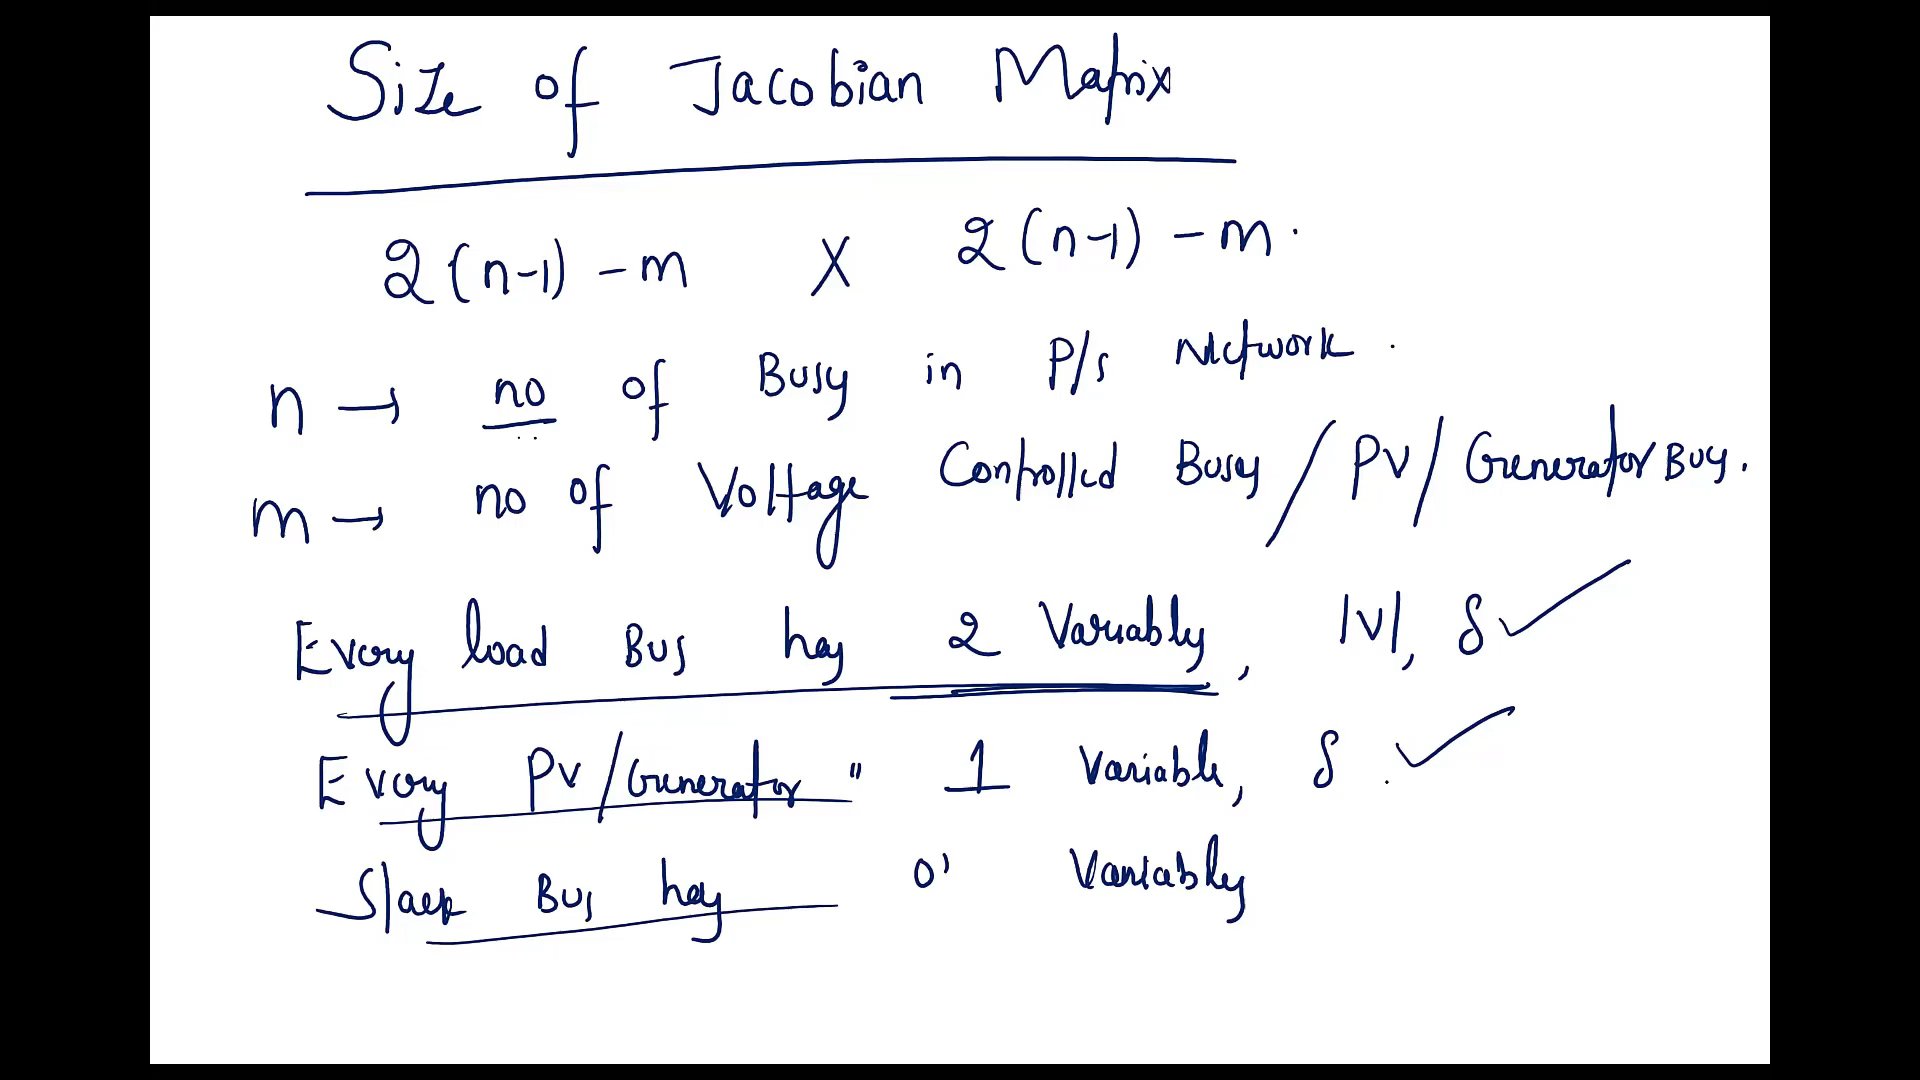 Size of Jacobian Matrix
2(n-1) - m X 2(n-1) - m.
n → no of Buses in P/s Network.
m → no of Voltage Controlled Buses / PV / Generator Bus.
Every load Bus has 2 Variables, |V|, δ ✓
Every PV/Generator " 1 Variable, δ. ✓
Slack Bus has '0' Variables